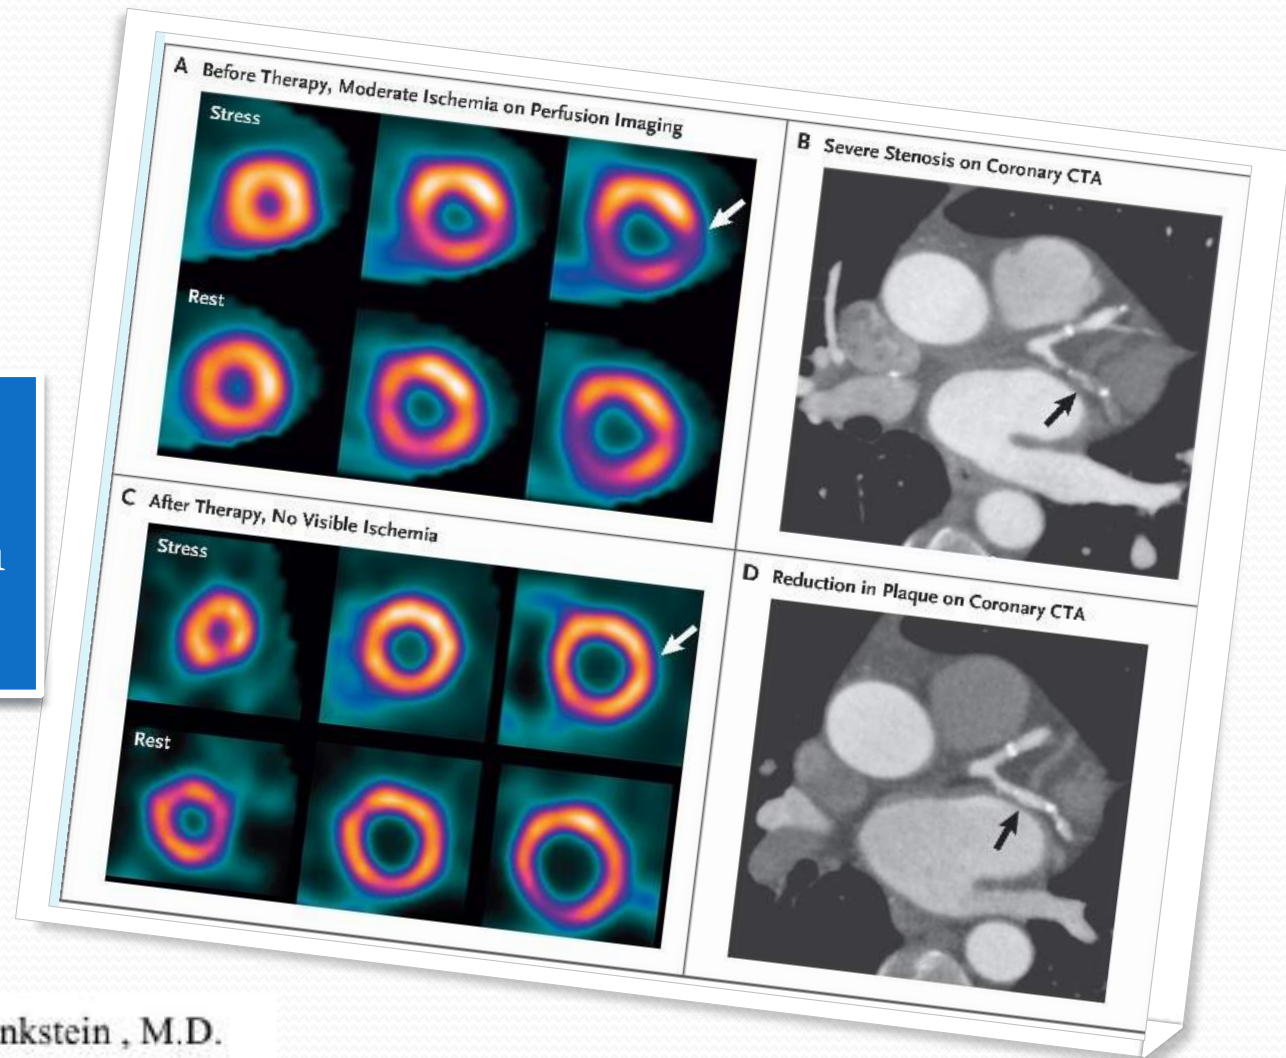 A Before Therapy, Moderate Ischemia on Perfusion Imaging
Stress
Rest
B Severe Stenosis on Coronary CTA
C After Therapy, No Visible Ischemia
Stress
Rest
D Reduction in Plaque on Coronary CTA
nkstein , M.D.